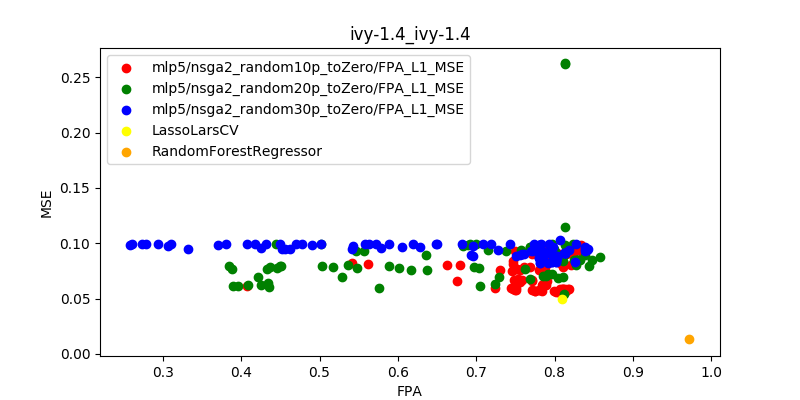 ivy-1.4_ivy-1.4
mlp5/nsga2_random10p_toZero/FPA_L1_MSE
mlp5/nsga2_random20p_toZero/FPA_L1_MSE
mlp5/nsga2_random30p_toZero/FPA_L1_MSE
LassoLarsCV
RandomForestRegressor
MSE
0.25
0.20
0.15
0.10
0.05
0.00
0.3 0.4 0.5 0.6 0.7 0.8 0.9 1.0
FPA